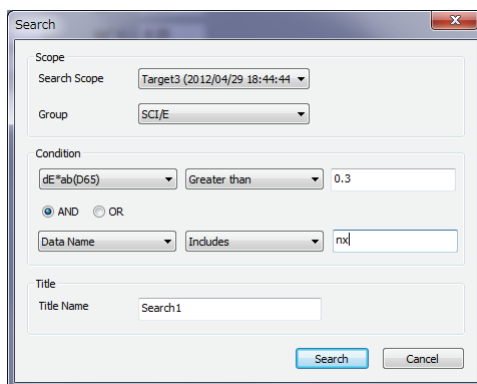 Search
Scope
Search Scope Target3 (2012/04/29 18:44:44
Group SCI/E
Condition
dE*ab(D65) Greater than 0.3
AND OR
Data Name Includes nx
Title
Title Name Search1
Search Cancel